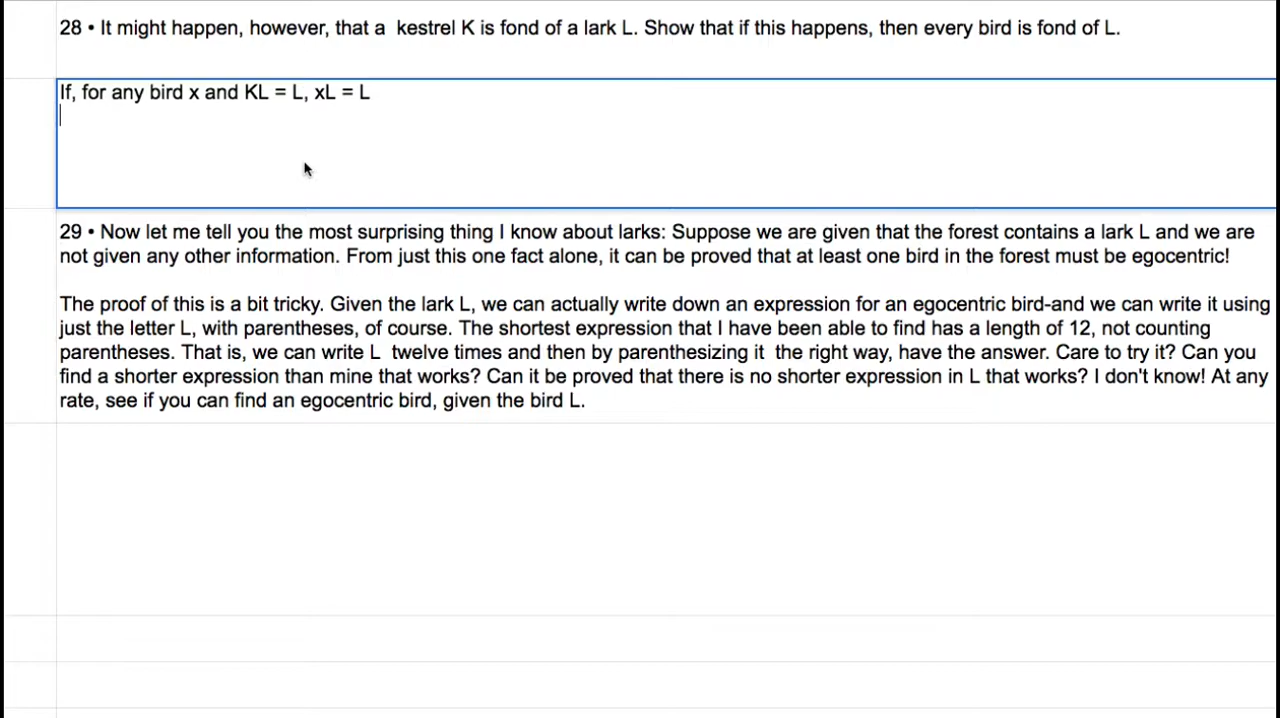 28 • It might happen, however, that a  kestrel K is fond of a lark L. Show that if this happens, then every bird is fond of L.
If, for any bird x and KL = L, xL = L
29 • Now let me tell you the most surprising thing I know about larks: Suppose we are given that the forest contains a lark L and we are
not given any other information. From just this one fact alone, it can be proved that at least one bird in the forest must be egocentric!
The proof of this is a bit tricky. Given the lark L, we can actually write down an expression for an egocentric bird-and we can write it using
just the letter L, with parentheses, of course. The shortest expression that I have been able to find has a length of 12, not counting
parentheses. That is, we can write L  twelve times and then by parenthesizing it  the right way, have the answer. Care to try it? Can you
find a shorter expression than mine that works? Can it be proved that there is no shorter expression in L that works? I don't know! At any
rate, see if you can find an egocentric bird, given the bird L.